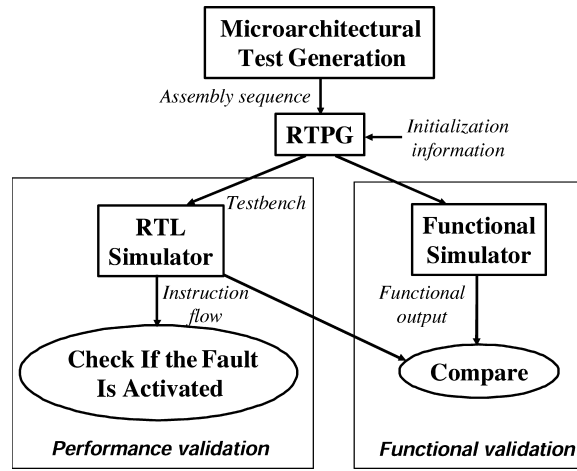 Microarchitectural
Test Generation
Assembly sequence
RTPG
Initialization
information
Testbench
RTL
Simulator
Functional
Simulator
Instruction
flow
Functional
output
Check If the Fault
Is Activated
Compare
Performance validation
Functional validation